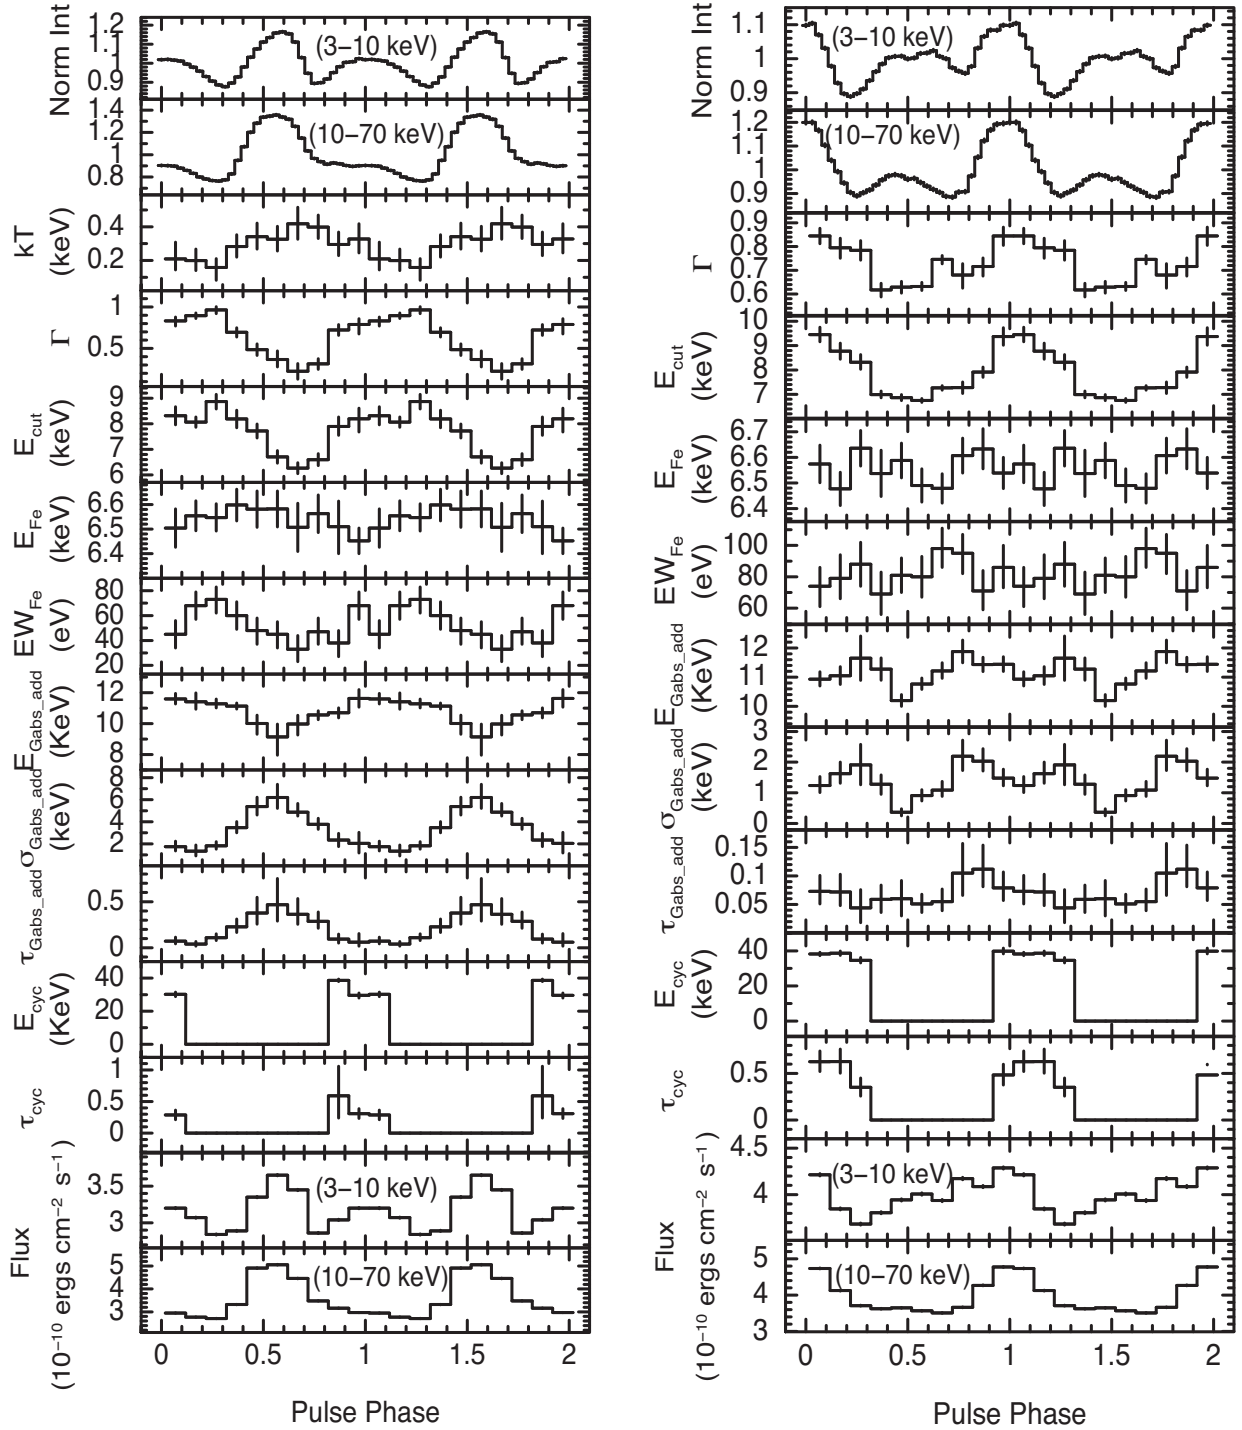 Norm Int
1.2
1.1
0.9
(3–10 keV)
1.4
1.2
1
0.8
(10–70 keV)
kT
(keV)
0.4
0.2
Γ
1
0.5
E_cut
(keV)
9
8
7
6
E_Fe
(keV)
6.6
6.5
6.4
EW_Fe
(eV)
80
60
40
20
E_Gabs_add
(KeV)
12
10
8
σ_Gabs_add
(keV)
8
6
4
2
τ_Gabs_add
0.5
0
E_cyc
(KeV)
40
20
0
τ_cyc
1
0.5
0
Flux
(10⁻¹⁰ ergs cm⁻² s⁻¹)
3.5
3
(3–10 keV)
5
4
3
(10–70 keV)
0 0.5 1 1.5 2
Pulse Phase
Norm Int
1.1
1
0.9
(3–10 keV)
1.2
1.1
1
0.9
(10–70 keV)
Γ
0.9
0.8
0.7
0.6
E_cut
(keV)
10
9
8
7
E_Fe
(keV)
6.7
6.6
6.5
6.4
EW_Fe
(eV)
100
80
60
E_Gabs_add
(KeV)
12
11
10
σ_Gabs_add
(keV)
3
2
1
0
τ_Gabs_add
0.15
0.1
0.05
E_cyc
(keV)
40
20
0
τ_cyc
0.5
0
Flux
(10⁻¹⁰ ergs cm⁻² s⁻¹)
4.5
4
(3–10 keV)
5
4
3
(10–70 keV)
0 0.5 1 1.5 2
Pulse Phase